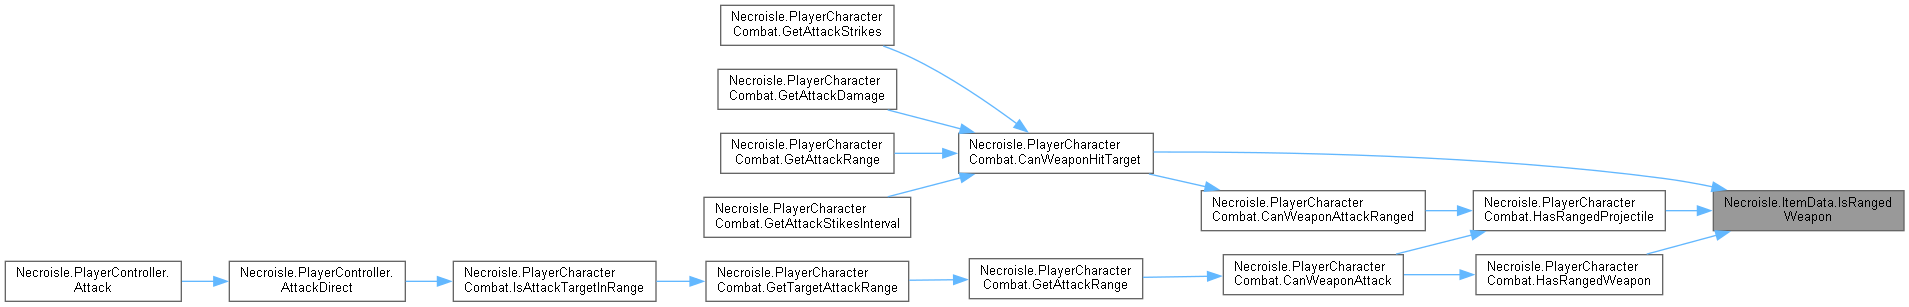 Necroisle.PlayerCharacter
Combat.GetAttackStrikes
Necroisle.PlayerCharacter
Combat.GetAttackDamage
Necroisle.PlayerCharacter
Combat.GetAttackRange
Necroisle.PlayerCharacter
Combat.CanWeaponHitTarget
Necroisle.PlayerCharacter
Combat.GetAttackStikesInterval
Necroisle.PlayerCharacter
Combat.CanWeaponAttackRanged
Necroisle.PlayerCharacter
Combat.HasRangedProjectile
Necroisle.ItemData.IsRanged
Weapon
Necroisle.PlayerController.
Attack
Necroisle.PlayerController.
AttackDirect
Necroisle.PlayerCharacter
Combat.IsAttackTargetInRange
Necroisle.PlayerCharacter
Combat.GetTargetAttackRange
Necroisle.PlayerCharacter
Combat.GetAttackRange
Necroisle.PlayerCharacter
Combat.CanWeaponAttack
Necroisle.PlayerCharacter
Combat.HasRangedWeapon